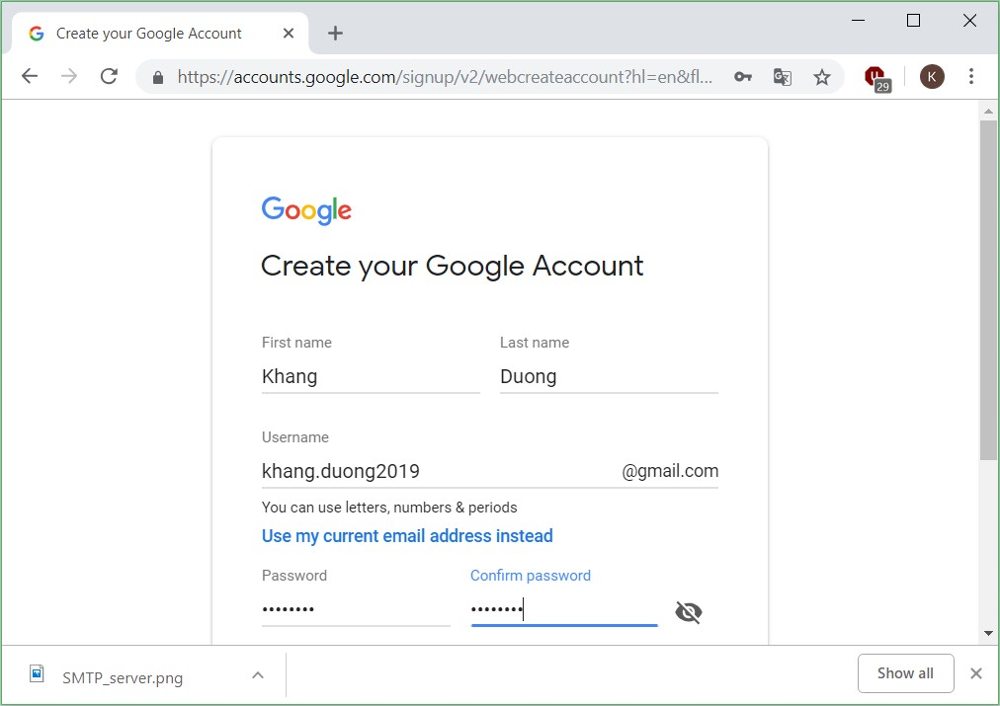 Create your Google Account
https://accounts.google.com/signup/v2/webcreateaccount?hl=en&fl...
29
K
Google
Create your Google Account
First name Last name
Khang Duong
Username
khang.duong2019 @gmail.com
You can use letters, numbers & periods
Use my current email address instead
Password Confirm password
•••••••• ••••••••
SMTP_server.png Show all